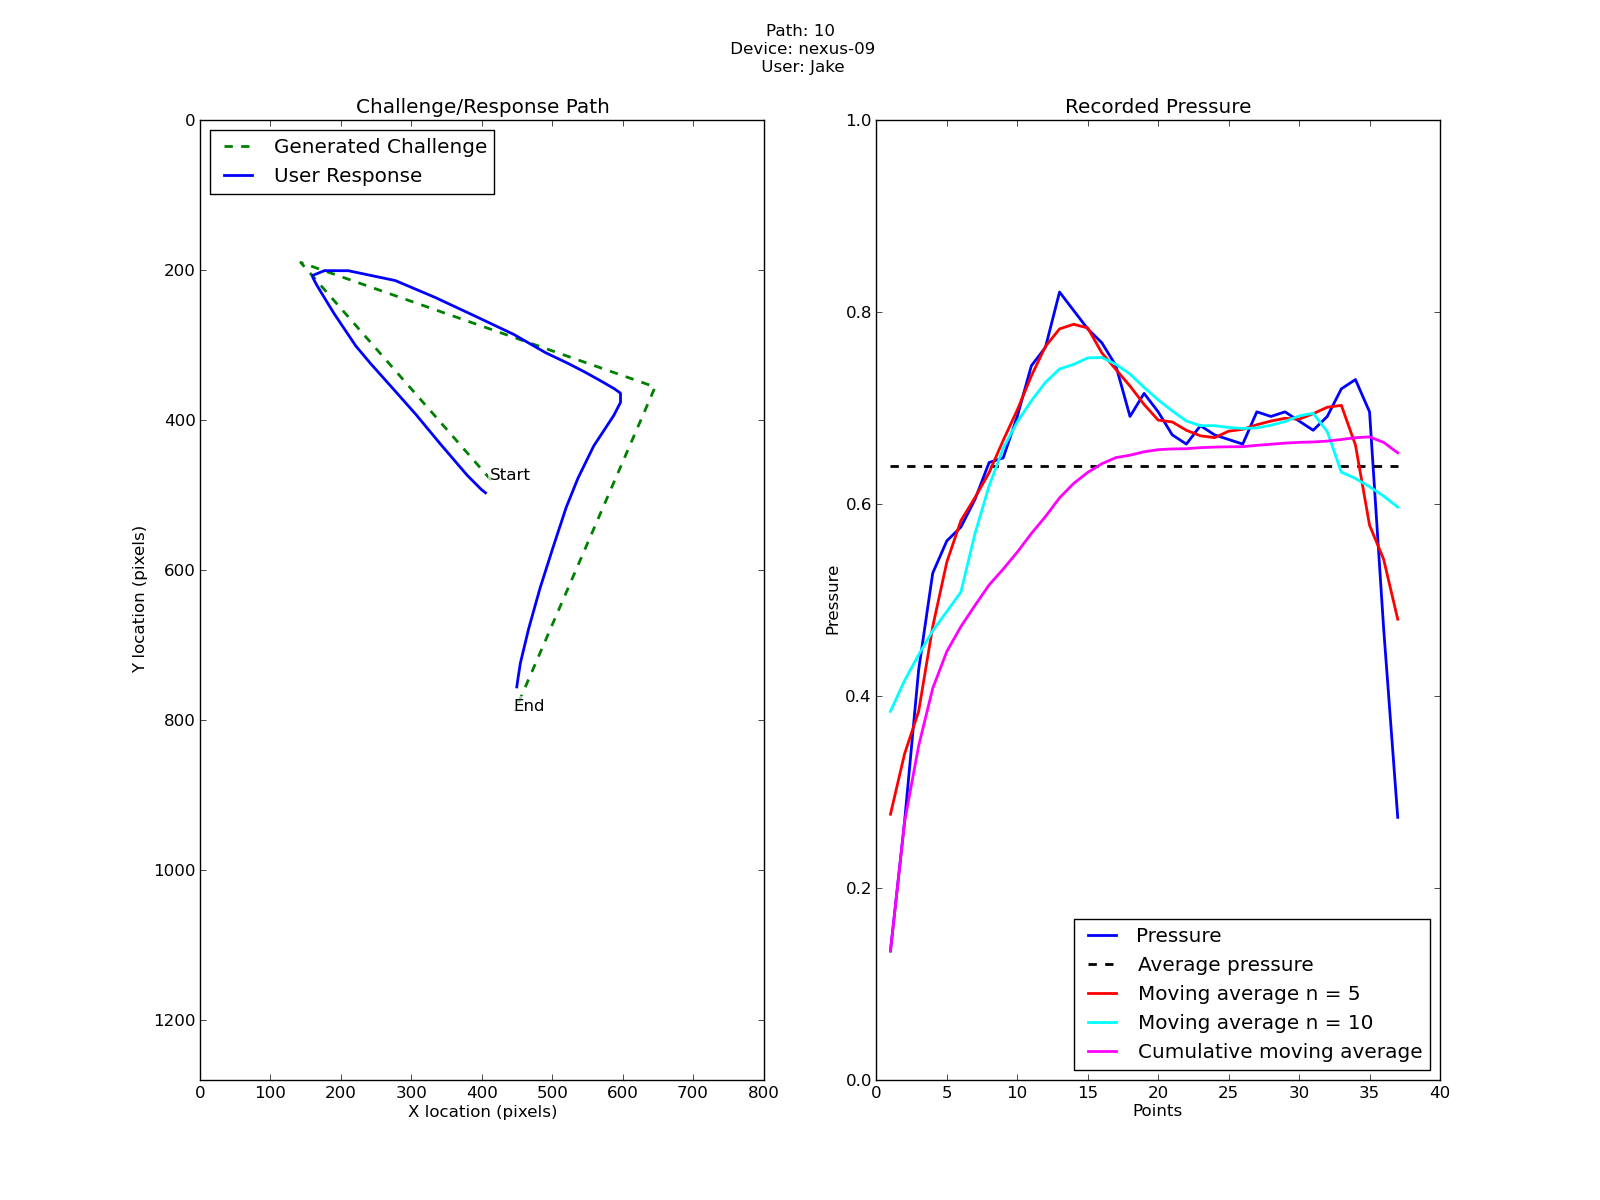 Path: 10
Device: nexus-09
User: Jake
Challenge/Response Path
Generated Challenge
User Response
0
200
400
600
800
1000
1200
Y location (pixels)
Start
End
0 100 200 300 400 500 600 700 800
X location (pixels)
Recorded Pressure
1.0
0.8
0.6
0.4
0.2
0.0
Pressure
Pressure
Average pressure
Moving average n = 5
Moving average n = 10
Cumulative moving average
0 5 10 15 20 25 30 35 40
Points